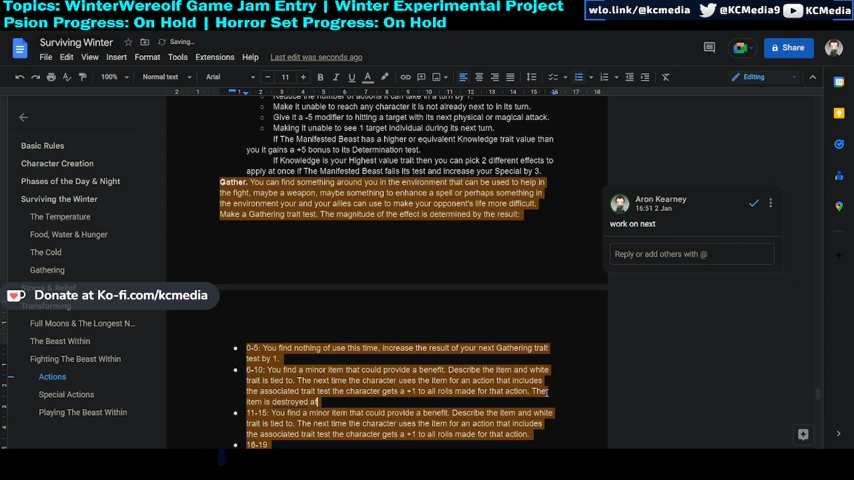 Topics: WinterWereolf Game Jam Entry | Winter Experimental Project
Psion Progress: On Hold | Horror Set Progress: On Hold
wlo.link/@kcmedia @KCMedia9 KCMedia
Surviving Winter Saving...
File Edit View Insert Format Tools Extensions Help Last edit was seconds ago
Share
100% Normal text Arial 11 Editing
Basic Rules
Character Creation
Phases of the Day & Night
Surviving the Winter
The Temperature
Food, Water & Hunger
The Cold
Gathering
Transforming
Full Moons & The Longest N...
The Beast Within
Fighting The Beast Within
Actions
Special Actions
Playing The Beast Within
Donate at Ko-fi.com/kcmedia
Reduce the number of actions it can take in a turn by 1.
Make it unable to reach any character it is not already next to in its turn.
Give it a -5 modifier to hitting a target with its next physical or magical attack.
Making it unable to see 1 target individual during its next turn.
If The Manifested Beast has a higher or equivalent Knowledge trait value than
you it gains a +5 bonus to its Determination test.
If Knowledge is your Highest value trait then you can pick 2 different effects to
apply at once if The Manifested Beast fails its test and increase your Special by 3.
Gather. You can find something around you in the environment that can be used to help in
the fight, maybe a weapon, maybe something to enhance a spell or perhaps something in
the environment your and your allies can use to make your opponent's life more difficult.
Make a Gathering trait test. The magnitude of the effect is determined by the result:
0-5: You find nothing of use this time, increase the result of your next Gathering trait
test by 1.
6-10: You find a minor item that could provide a benefit. Describe the item and white
trait is tied to. The next time the character uses the item for an action that includes
the associated trait test the character gets a +1 to all rolls made for that action. The
item is destroyed af
11-15: You find a minor item that could provide a benefit. Describe the item and white
trait is tied to. The next time the character uses the item for an action that includes
the associated trait test the character gets a +1 to all rolls made for that action.
16-19
Aron Kearney
16:51 2 Jan
work on next
Reply or add others with @